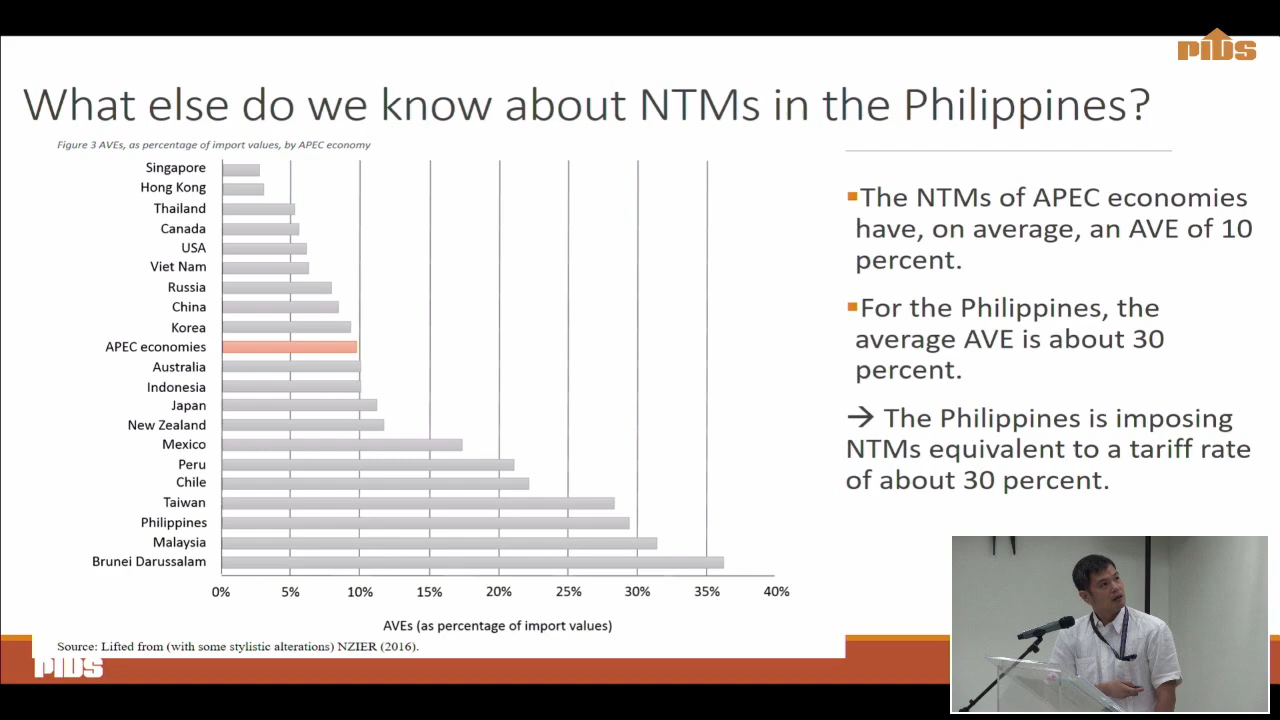 PIDS
What else do we know about NTMs in the Philippines?
Figure 3 AVEs, as percentage of import values, by APEC economy
Singapore
Hong Kong
Thailand
Canada
USA
Viet Nam
Russia
China
Korea
APEC economies
Australia
Indonesia
Japan
New Zealand
Mexico
Peru
Chile
Taiwan
Philippines
Malaysia
Brunei Darussalam
0% 5% 10% 15% 20% 25% 30% 35% 40%
AVEs (as percentage of import values)
Source: Lifted from (with some stylistic alterations) NZIER (2016).
▪The NTMs of APEC economies
have, on average, an AVE of 10
percent.
▪For the Philippines, the
average AVE is about 30
percent.
→ The Philippines is imposing
NTMs equivalent to a tariff rate
of about 30 percent.
PIDS